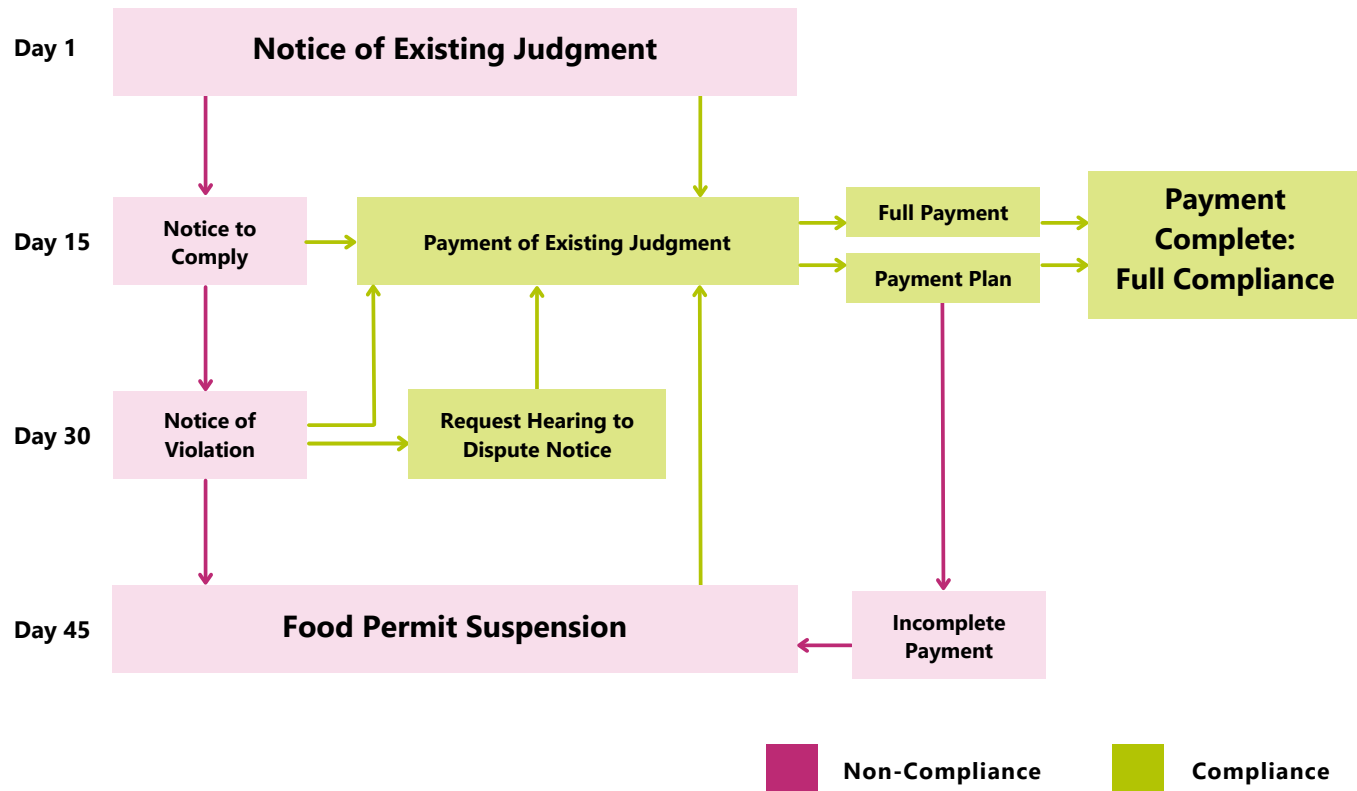 Day 1
Notice of Existing Judgment
Day 15
Notice to
Comply
Payment of Existing Judgment
Full Payment
Payment Plan
Payment
Complete:
Full Compliance
Day 30
Notice of
Violation
Request Hearing to
Dispute Notice
Day 45
Food Permit Suspension
Incomplete
Payment
Non-Compliance
Compliance